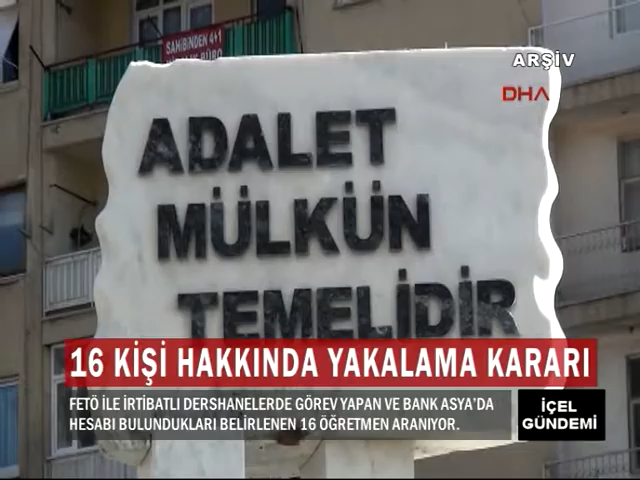 SAHİBİNDEN 4+1
ARŞİV
DHA
ADALET
MÜLKÜN
TEMELİDİR
16 KİŞİ HAKKINDA YAKALAMA KARARI
FETÖ İLE İRTİBATLI DERSHANELERDE GÖREV YAPAN VE BANK ASYA'DA
HESABI BULUNDUKLARI BELİRLENEN 16 ÖĞRETMEN ARANIYOR.
İÇEL
GÜNDEMİ